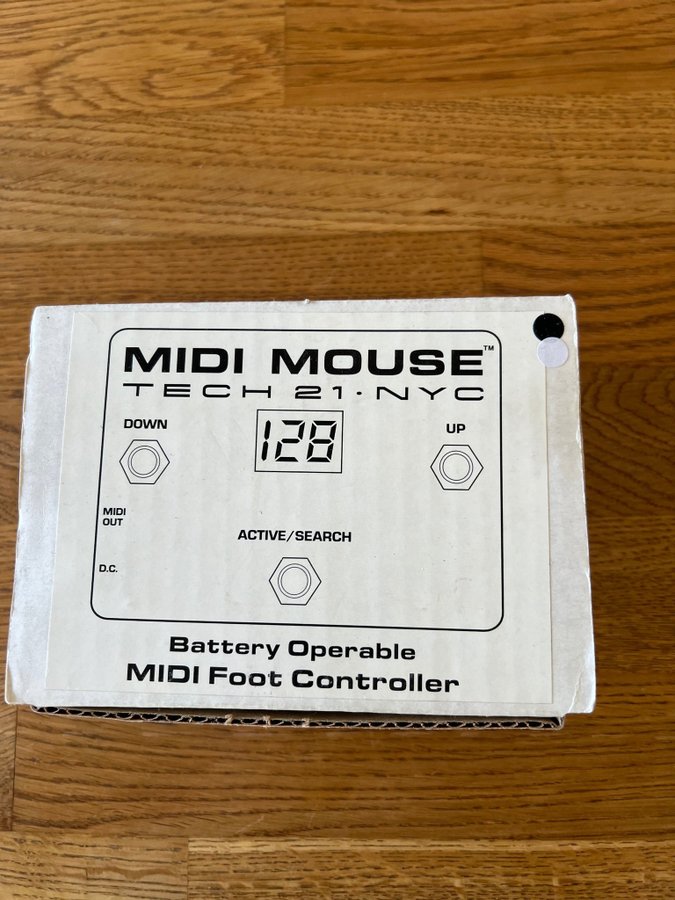 MIDI MOUSE™
TECH 21·NYC
DOWN
128
UP
MIDI
OUT
ACTIVE/SEARCH
D.C.
Battery Operable
MIDI Foot Controller